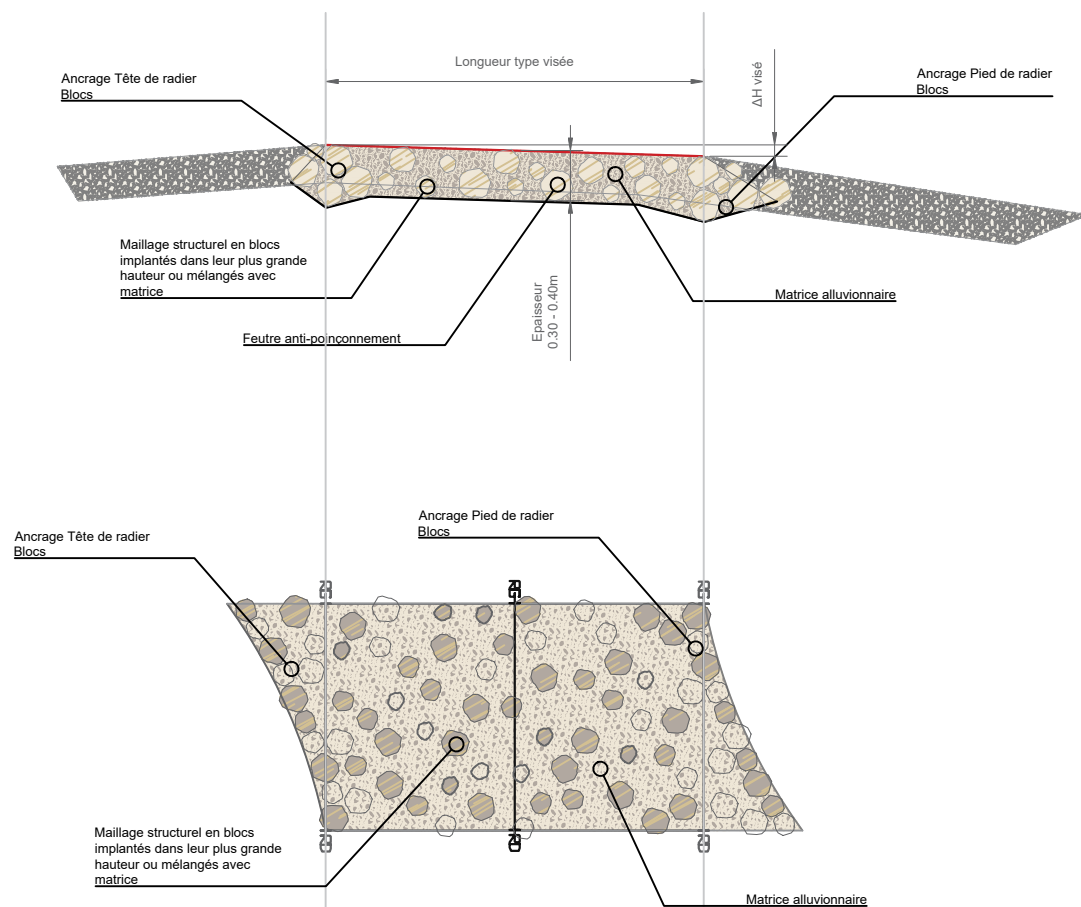 Longueur type visée
ΔH visé
Ancrage Tête de radier
Blocs
Ancrage Pied de radier
Blocs
Maillage structurel en blocs
implantés dans leur plus grande
hauteur ou mélangés avec
matrice
Feutre anti-poinçonnement
Epaisseur
0.30 - 0.40m
Matrice alluvionnaire
Ancrage Tête de radier
Blocs
Ancrage Pied de radier
Blocs
Maillage structurel en blocs
implantés dans leur plus grande
hauteur ou mélangés avec
matrice
Matrice alluvionnaire